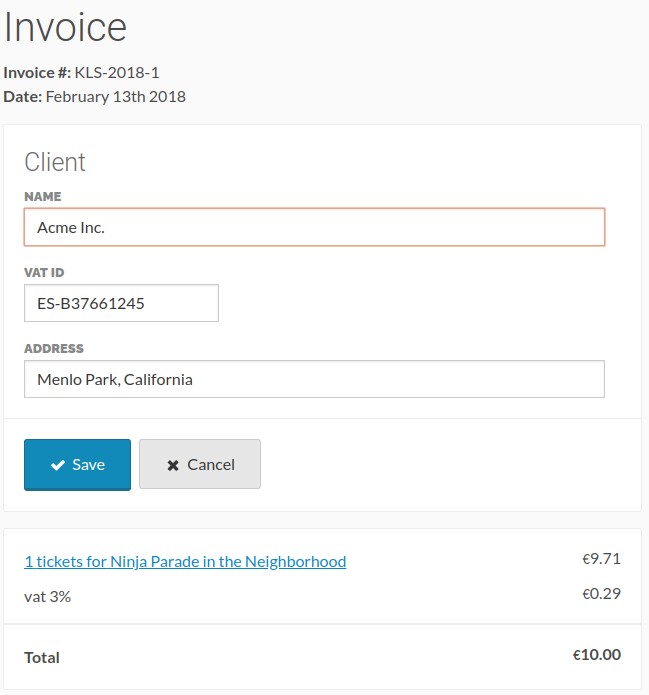 Invoice
Invoice #: KLS-2018-1
Date: February 13th 2018
Client
NAME
Acme Inc.
VAT ID
ES-B37661245
ADDRESS
Menlo Park, California
Save Cancel
1 tickets for Ninja Parade in the Neighborhood €9.71
vat 3% €0.29
Total €10.00